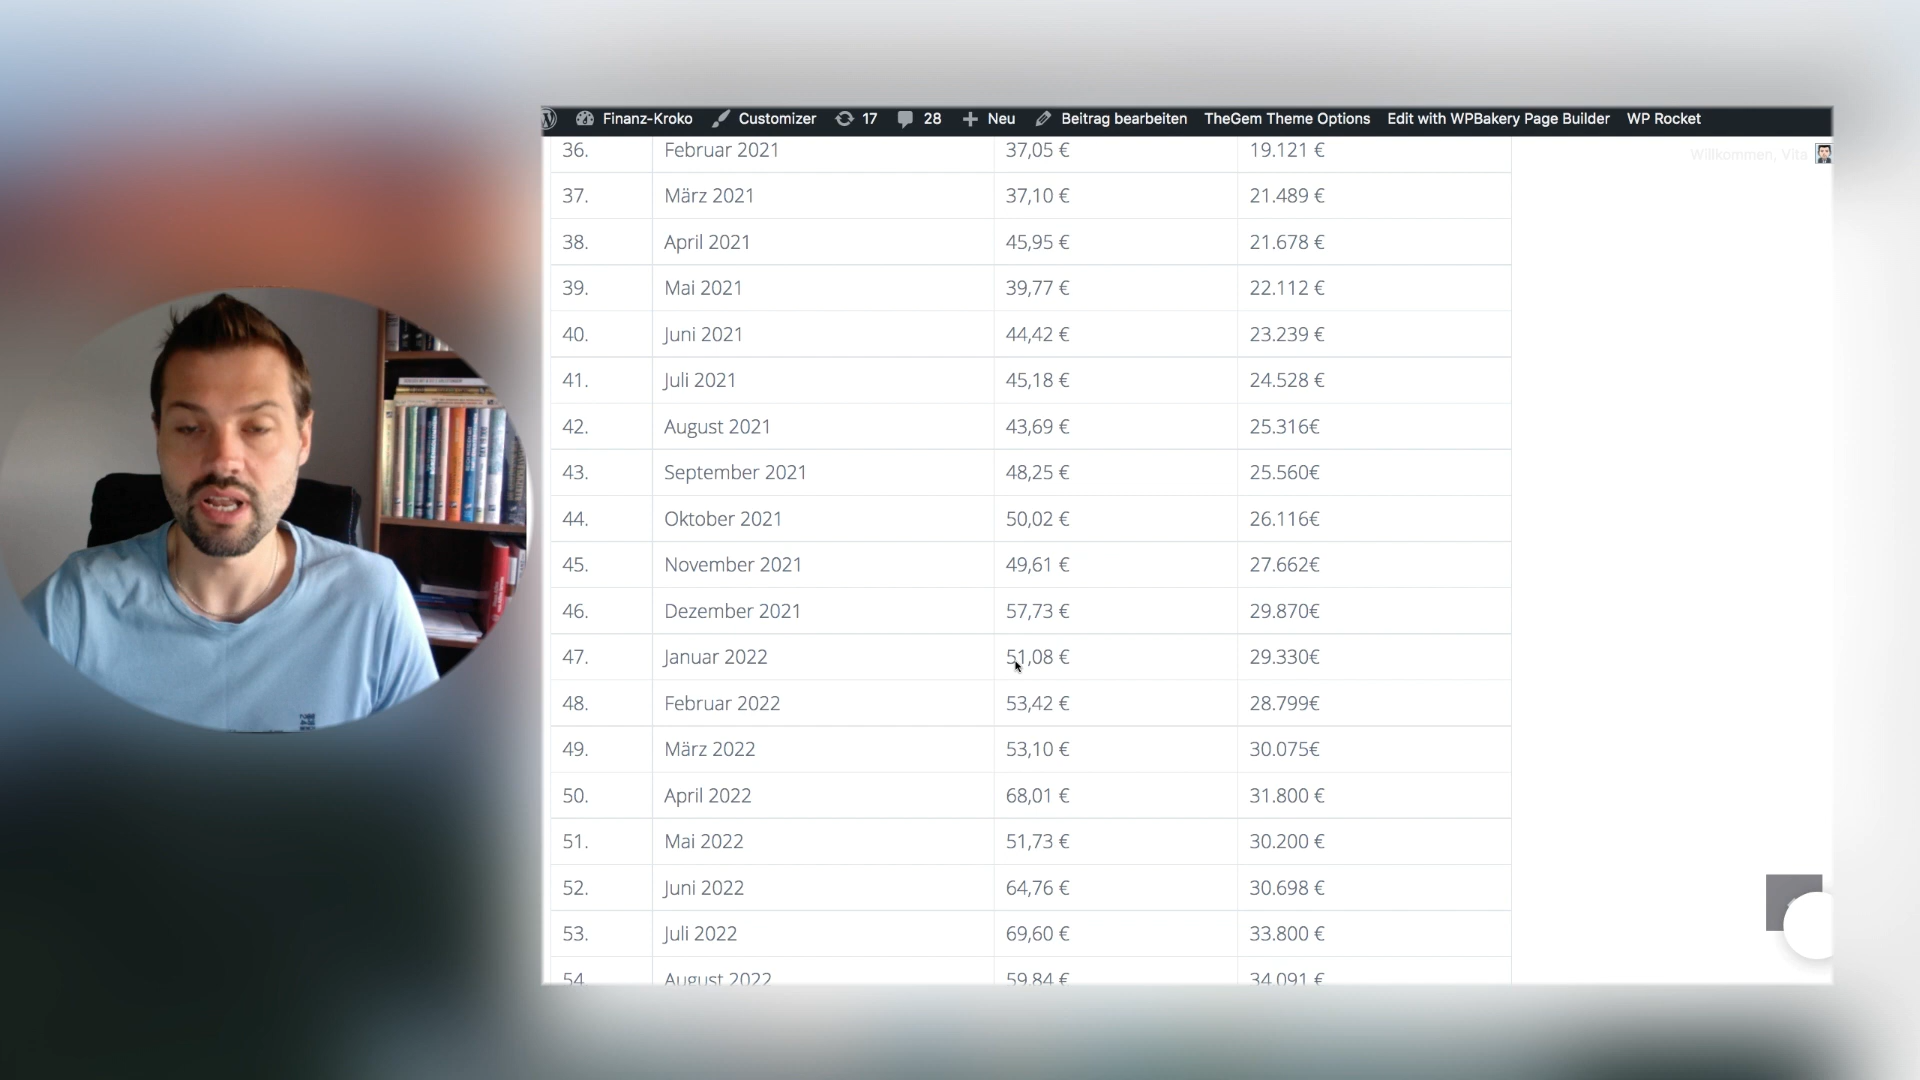 Finanz-Kroko Customizer 17 28 Neu Beitrag bearbeiten TheGem Theme Options Edit with WPBakery Page Builder WP Rocket
Willkommen, Vita
36. Februar 2021 37,05 € 19.121 €
37. März 2021 37,10 € 21.489 €
38. April 2021 45,95 € 21.678 €
39. Mai 2021 39,77 € 22.112 €
40. Juni 2021 44,42 € 23.239 €
41. Juli 2021 45,18 € 24.528 €
42. August 2021 43,69 € 25.316€
43. September 2021 48,25 € 25.560€
44. Oktober 2021 50,02 € 26.116€
45. November 2021 49,61 € 27.662€
46. Dezember 2021 57,73 € 29.870€
47. Januar 2022 51,08 € 29.330€
48. Februar 2022 53,42 € 28.799€
49. März 2022 53,10 € 30.075€
50. April 2022 68,01 € 31.800 €
51. Mai 2022 51,73 € 30.200 €
52. Juni 2022 64,76 € 30.698 €
53. Juli 2022 69,60 € 33.800 €
54. August 2022 59,84 € 34.091 €